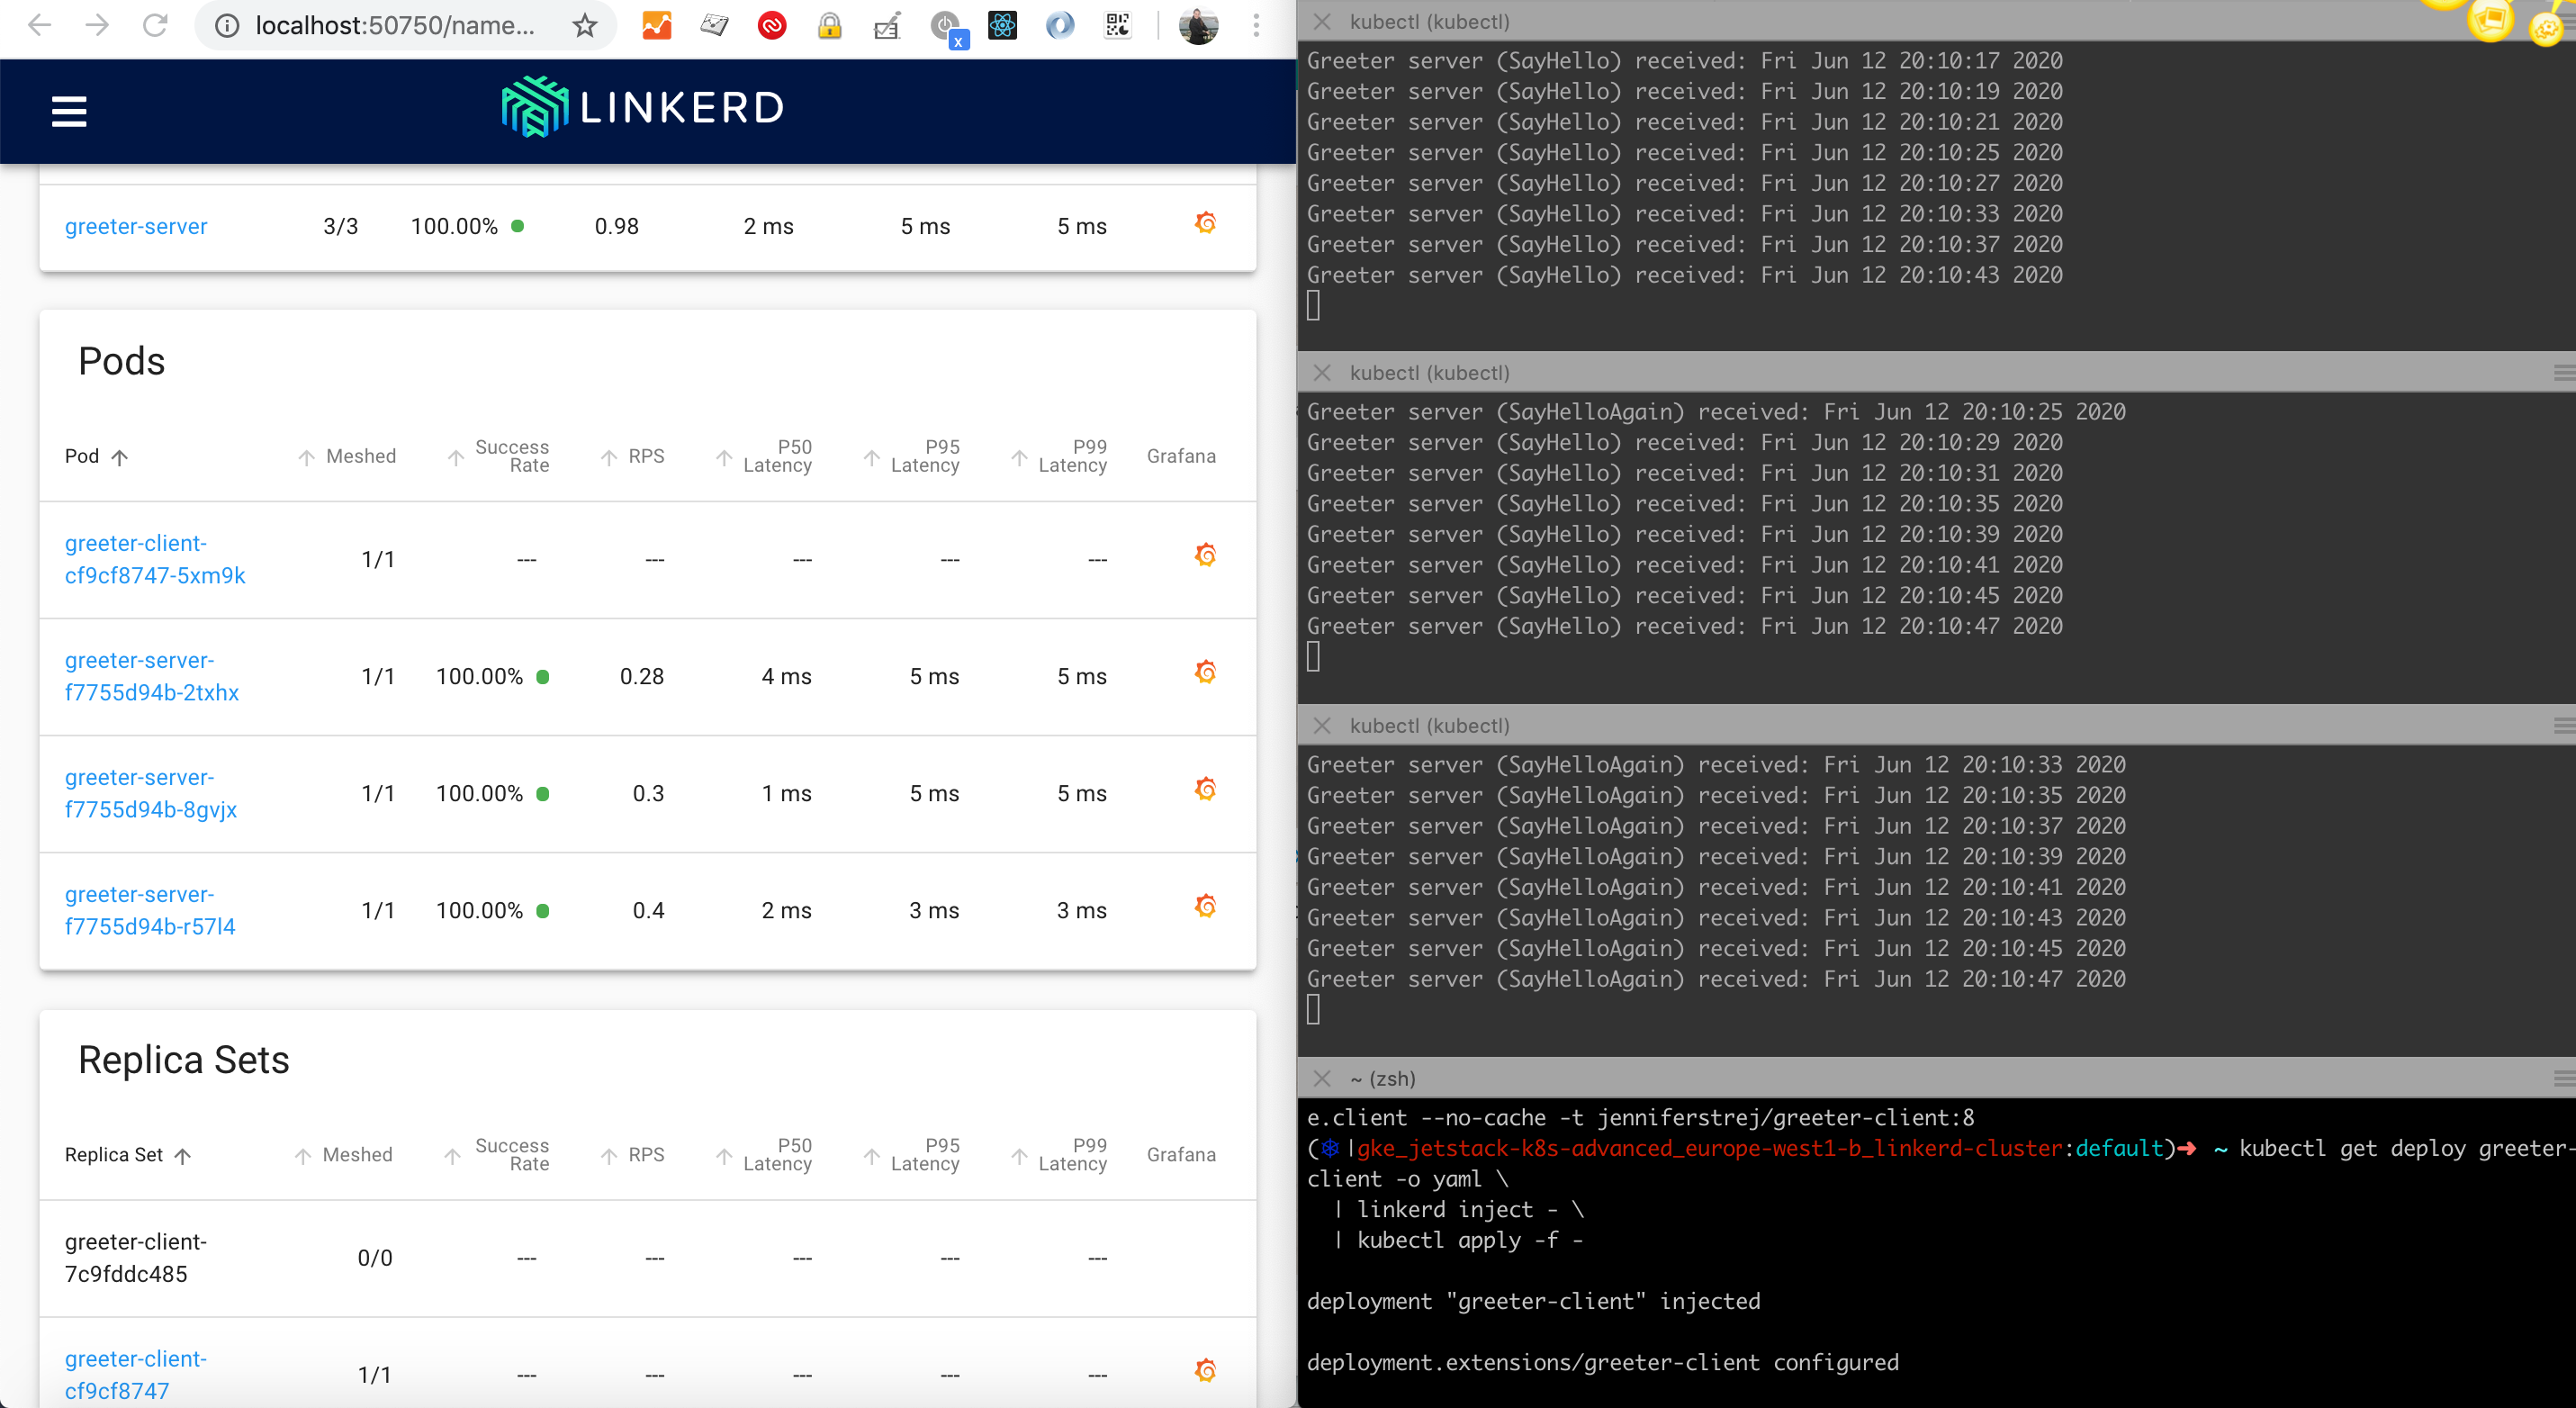 localhost:50750/name...
x
LINKERD
greeter-server 3/3 100.00% 0.98 2 ms 5 ms 5 ms
Pods
Pod Meshed Success Rate RPS P50 Latency P95 Latency P99 Latency Grafana
greeter-client-cf9cf8747-5xm9k 1/1 --- --- --- --- ---
greeter-server-f7755d94b-2txhx 1/1 100.00% 0.28 4 ms 5 ms 5 ms
greeter-server-f7755d94b-8gvjx 1/1 100.00% 0.3 1 ms 5 ms 5 ms
greeter-server-f7755d94b-r57l4 1/1 100.00% 0.4 2 ms 3 ms 3 ms
Replica Sets
Replica Set Meshed Success Rate RPS P50 Latency P95 Latency P99 Latency Grafana
greeter-client-7c9fddc485 0/0 --- --- --- --- ---
greeter-client-cf9cf8747 1/1 --- --- --- --- ---
kubectl (kubectl)
Greeter server (SayHello) received: Fri Jun 12 20:10:17 2020
Greeter server (SayHello) received: Fri Jun 12 20:10:19 2020
Greeter server (SayHello) received: Fri Jun 12 20:10:21 2020
Greeter server (SayHello) received: Fri Jun 12 20:10:25 2020
Greeter server (SayHello) received: Fri Jun 12 20:10:27 2020
Greeter server (SayHello) received: Fri Jun 12 20:10:33 2020
Greeter server (SayHello) received: Fri Jun 12 20:10:37 2020
Greeter server (SayHello) received: Fri Jun 12 20:10:43 2020
kubectl (kubectl)
Greeter server (SayHelloAgain) received: Fri Jun 12 20:10:25 2020
Greeter server (SayHello) received: Fri Jun 12 20:10:29 2020
Greeter server (SayHello) received: Fri Jun 12 20:10:31 2020
Greeter server (SayHello) received: Fri Jun 12 20:10:35 2020
Greeter server (SayHello) received: Fri Jun 12 20:10:39 2020
Greeter server (SayHello) received: Fri Jun 12 20:10:41 2020
Greeter server (SayHello) received: Fri Jun 12 20:10:45 2020
Greeter server (SayHello) received: Fri Jun 12 20:10:47 2020
kubectl (kubectl)
Greeter server (SayHelloAgain) received: Fri Jun 12 20:10:33 2020
Greeter server (SayHelloAgain) received: Fri Jun 12 20:10:35 2020
Greeter server (SayHelloAgain) received: Fri Jun 12 20:10:37 2020
Greeter server (SayHelloAgain) received: Fri Jun 12 20:10:39 2020
Greeter server (SayHelloAgain) received: Fri Jun 12 20:10:41 2020
Greeter server (SayHelloAgain) received: Fri Jun 12 20:10:43 2020
Greeter server (SayHelloAgain) received: Fri Jun 12 20:10:45 2020
Greeter server (SayHelloAgain) received: Fri Jun 12 20:10:47 2020
~ (zsh)
e.client --no-cache -t jenniferstrej/greeter-client:8
(⎈ |gke_jetstack-k8s-advanced_europe-west1-b_linkerd-cluster:default)➜ ~ kubectl get deploy greeter-
client -o yaml \
| linkerd inject - \
| kubectl apply -f -
deployment "greeter-client" injected
deployment.extensions/greeter-client configured